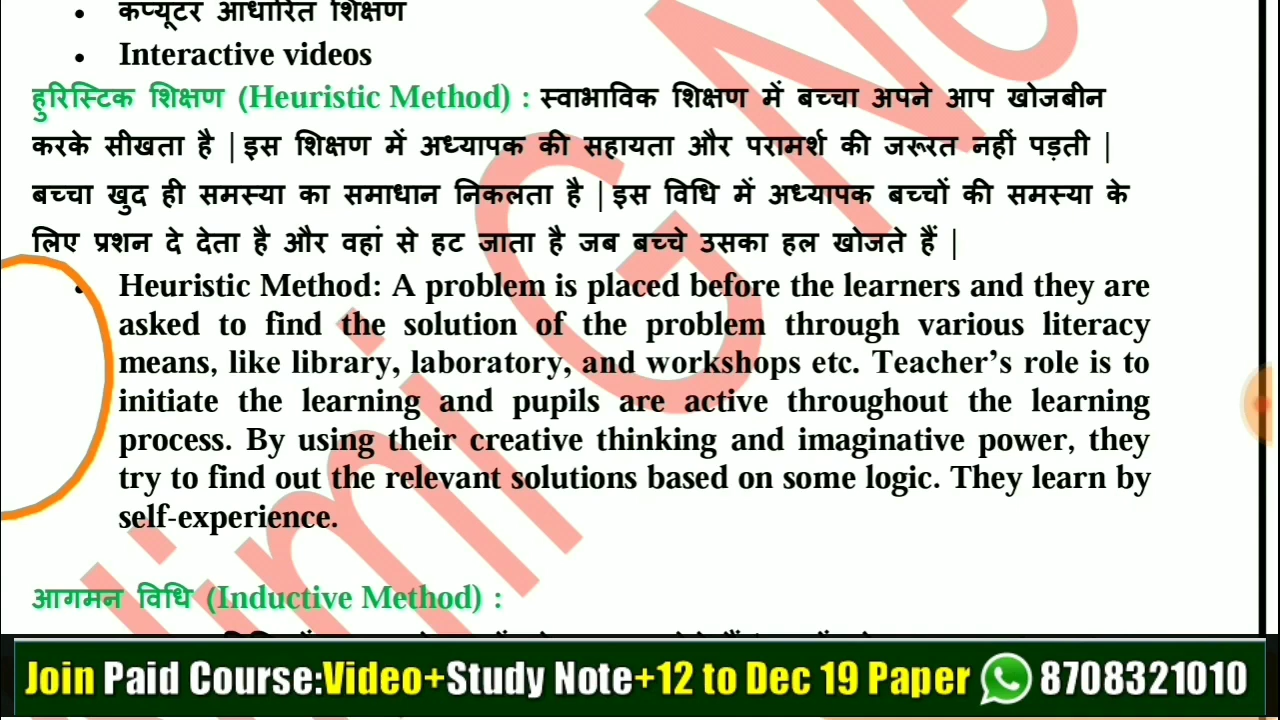 कंप्यूटर आधारित शिक्षण
Interactive videos
हुरिस्टिक शिक्षण (Heuristic Method) : स्वाभाविक शिक्षण में बच्चा अपने आप खोजबीन
करके सीखता है | इस शिक्षण में अध्यापक की सहायता और परामर्श की जरूरत नहीं पड़ती |
बच्चा खुद ही समस्या का समाधान निकलता है | इस विधि में अध्यापक बच्चों की समस्या के
लिए प्रशन दे देता है और वहां से हट जाता है जब बच्चे उसका हल खोजते हैं |
Heuristic Method: A problem is placed before the learners and they are
asked to find the solution of the problem through various literacy
means, like library, laboratory, and workshops etc. Teacher's role is to
initiate the learning and pupils are active throughout the learning
process. By using their creative thinking and imaginative power, they
try to find out the relevant solutions based on some logic. They learn by
self-experience.
आगमन विधि (Inductive Method) :
Join Paid Course:Video+Study Note+12 to Dec 19 Paper 8708321010